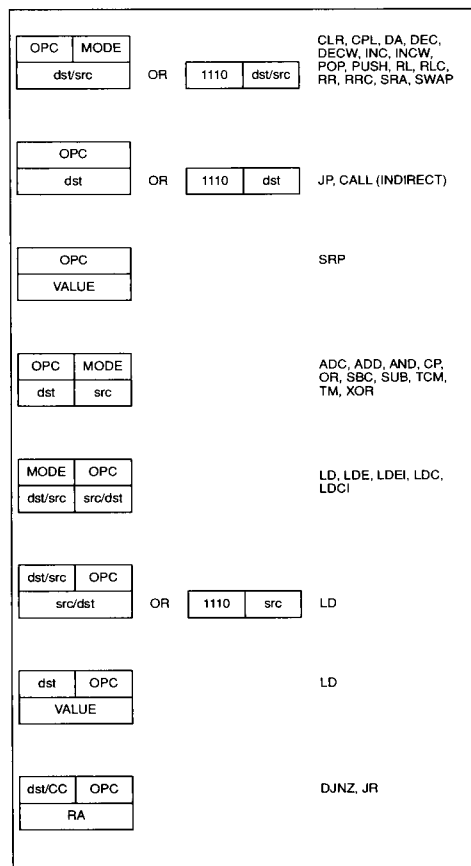 OPC MODE CLR, CPL, DA, DEC,
DECW, INC, INCW,
dst/src OR 1110 dst/src POP, PUSH, RL, RLC,
RR, RRC, SRA, SWAP
OPC
dst OR 1110 dst JP, CALL (INDIRECT)
OPC SRP
VALUE
OPC MODE ADC, ADD, AND, CP,
dst src OR, SBC, SUB, TCM,
TM, XOR
MODE OPC LD, LDE, LDEI, LDC,
dst/src src/dst LDCI
dst/src OPC
src/dst OR 1110 src LD
dst OPC LD
VALUE
dst/CC OPC DJNZ, JR
RA